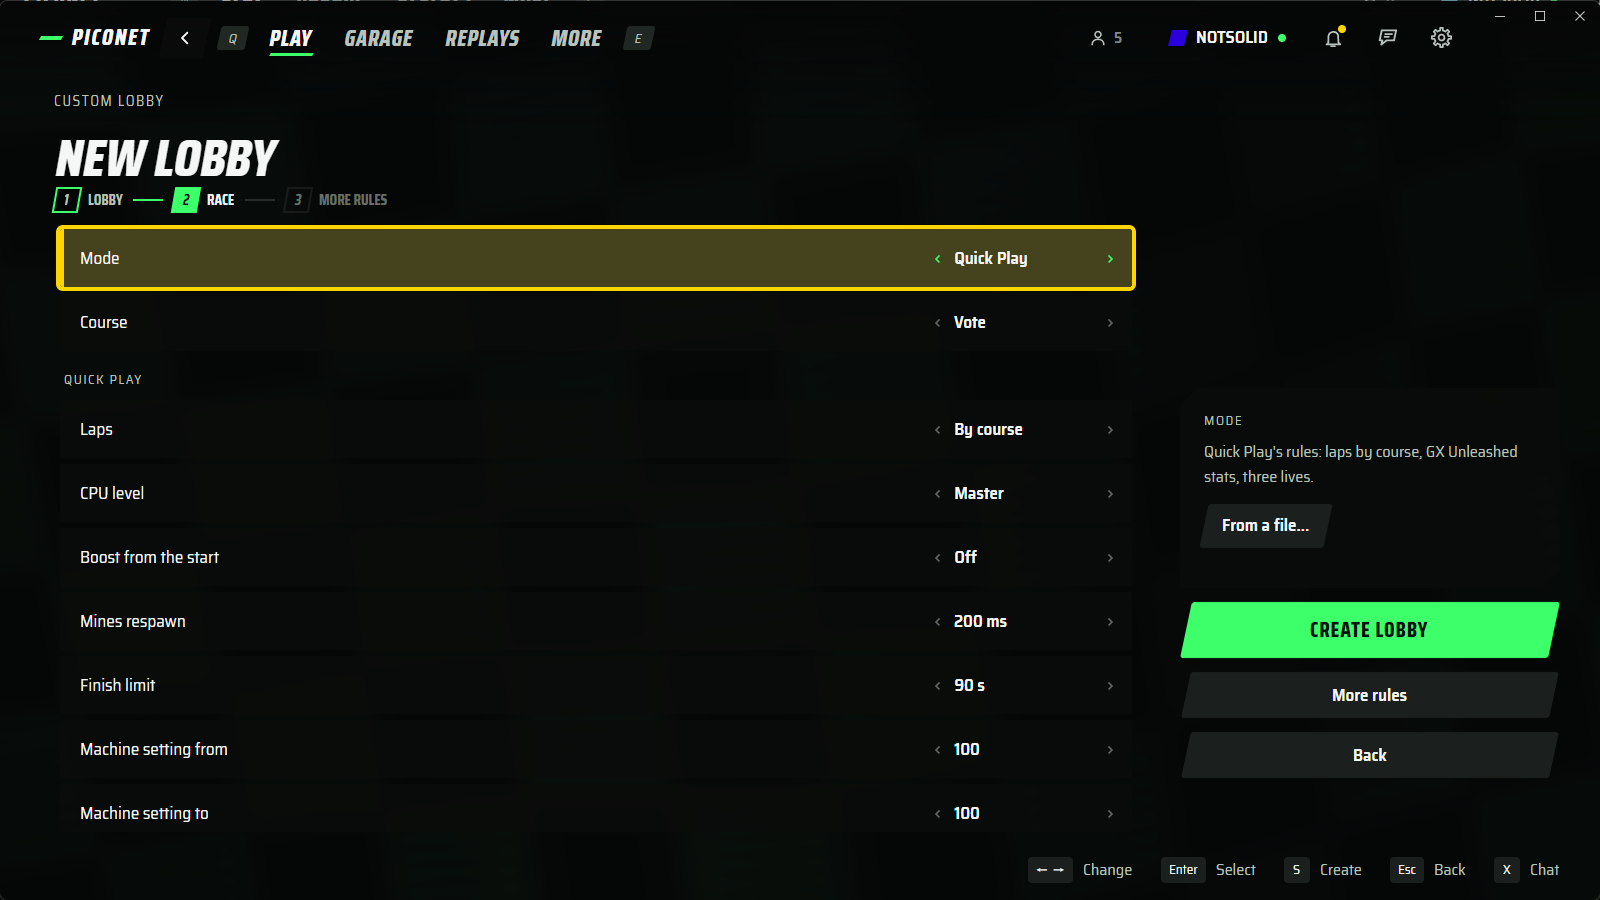 PICONET
Q PLAY GARAGE REPLAYS MORE E
5 NOTSOLID
CUSTOM LOBBY
NEW LOBBY
1 LOBBY 2 RACE 3 MORE RULES
Mode Quick Play
Course Vote
QUICK PLAY
Laps By course
CPU level Master
Boost from the start Off
Mines respawn 200 ms
Finish limit 90 s
Machine setting from 100
Machine setting to 100
MODE
Quick Play's rules: laps by course, GX Unleashed
stats, three lives.
From a file...
CREATE LOBBY
More rules
Back
← → Change Enter Select S Create Esc Back X Chat